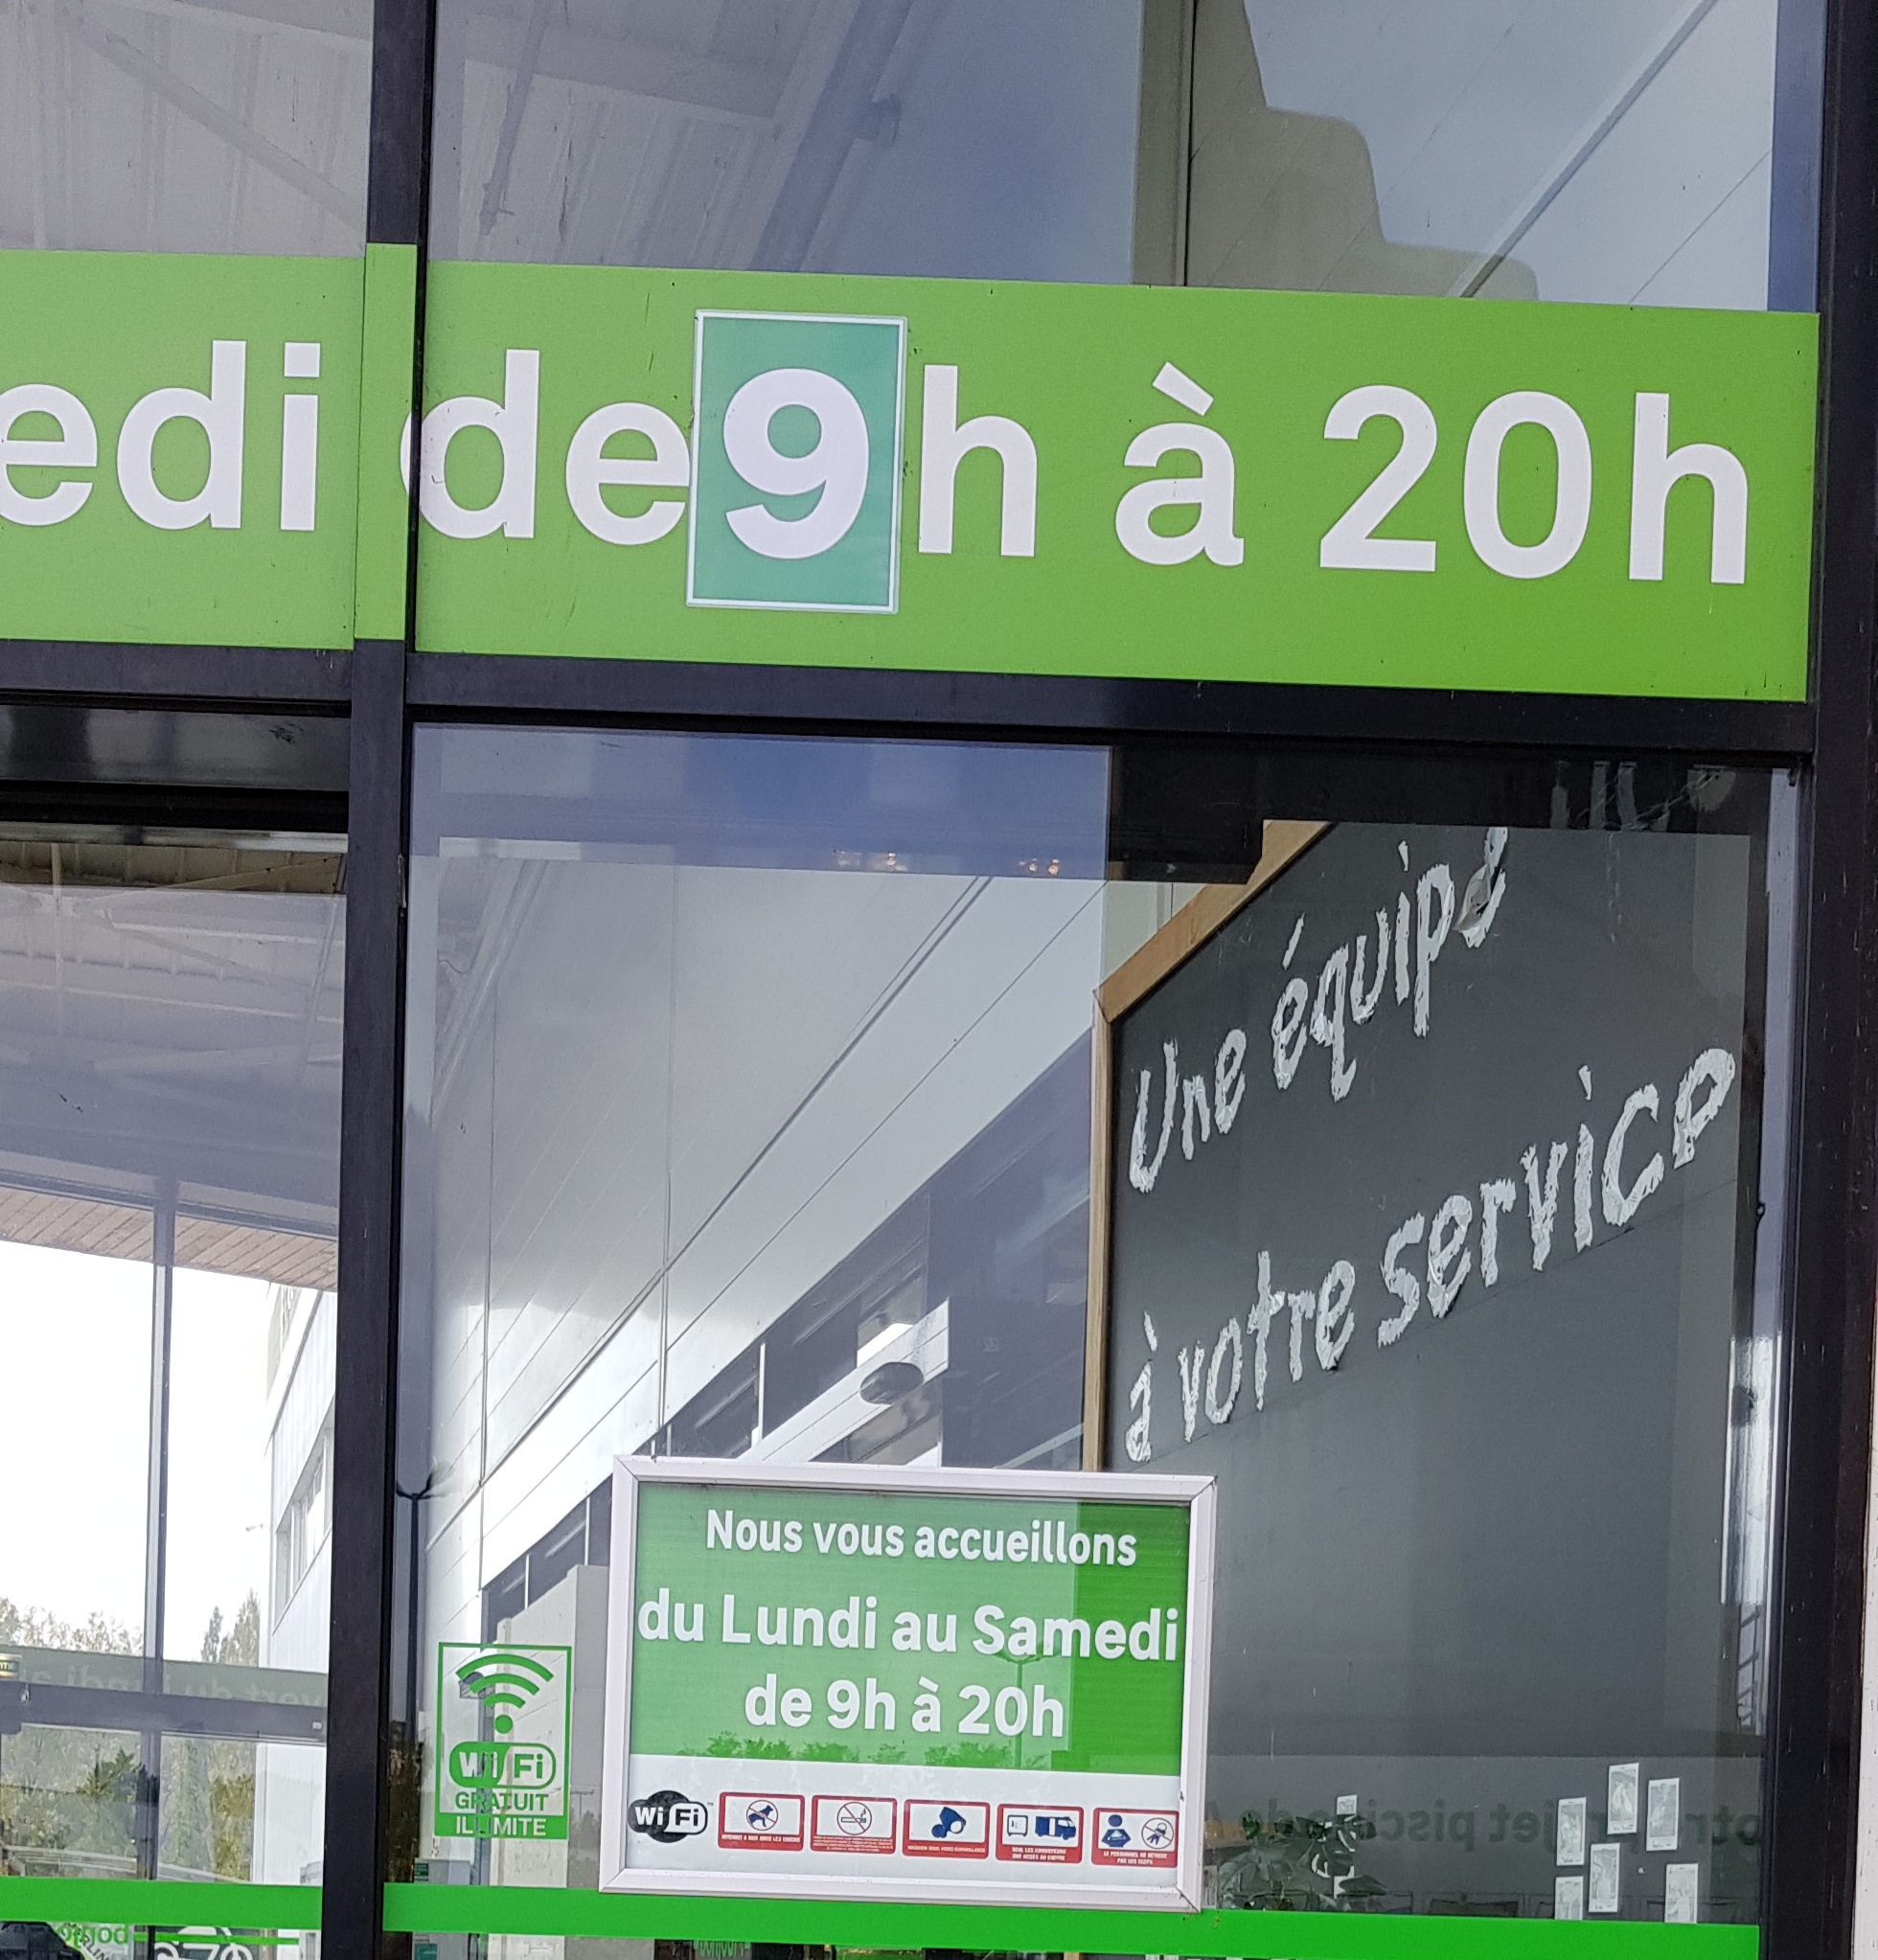 edi de 9h à 20h
Une équipe
à votre service
Nous vous accueillons
du Lundi au Samedi
de 9h à 20h
Wi Fi
GRATUIT
ILLIMITE
Wi Fi